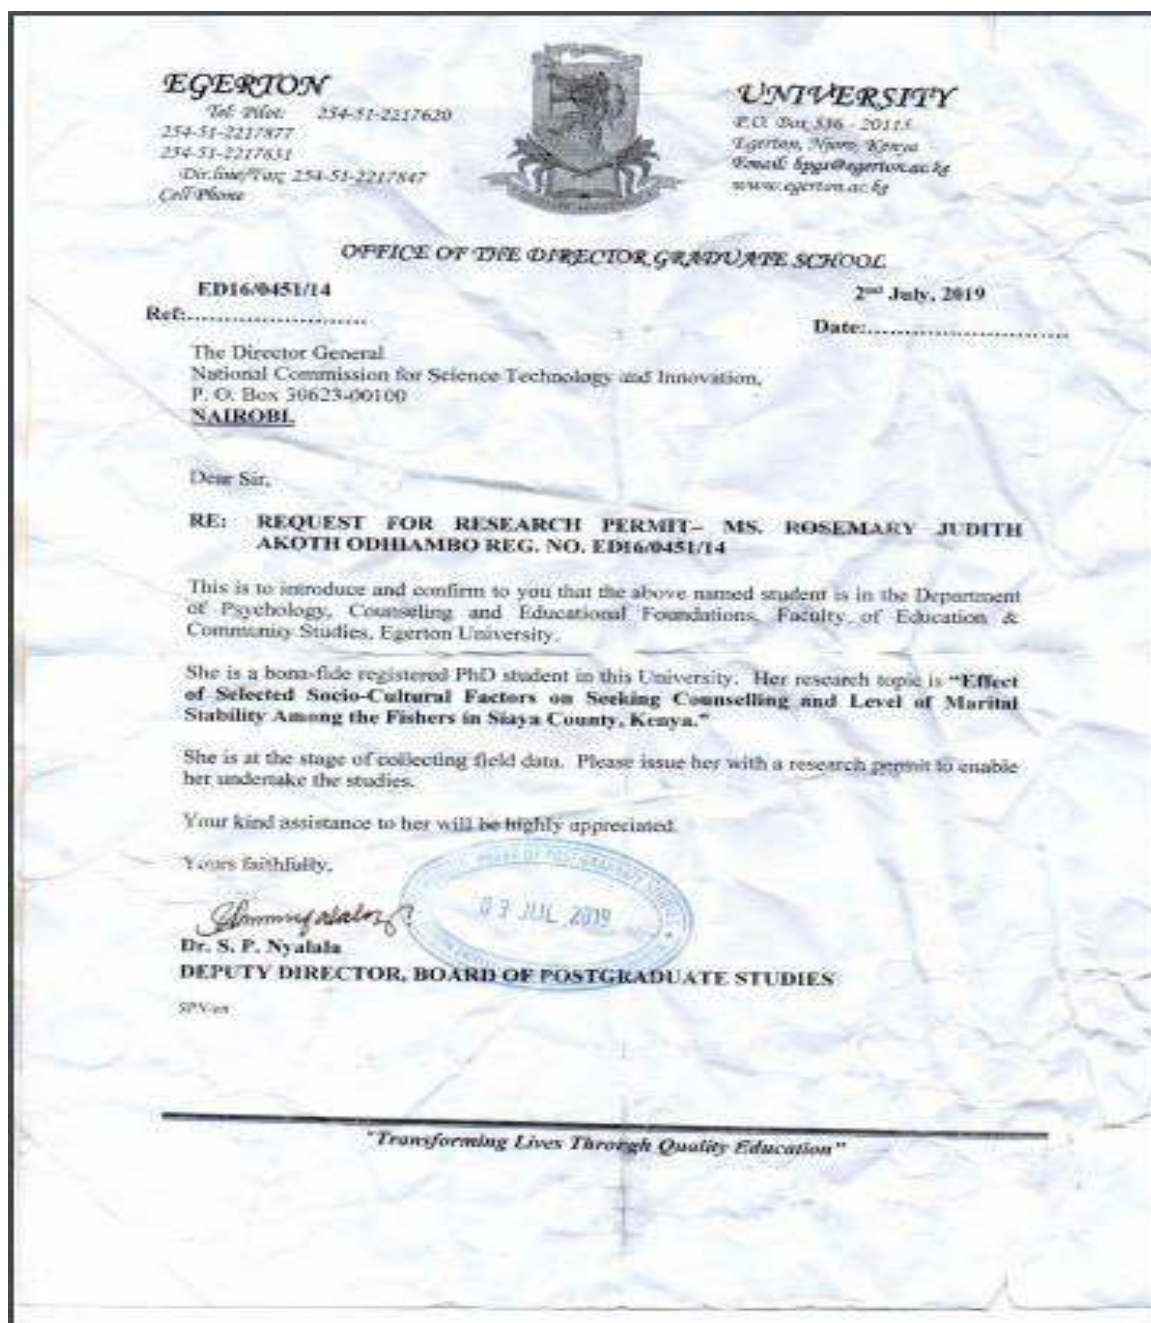 EGERTON
Tel: Pilot: 254-51-2217620
254-51-2217877
254-51-2217631
Dir.line/Fax; 254-51-2217847
Cell Phone
UNIVERSITY
P.O. Box 536 - 20115
Egerton, Njoro, Kenya
Email: bpgs@egerton.ac.ke
www.egerton.ac.ke
OFFICE OF THE DIRECTOR GRADUATE SCHOOL
ED16/0451/14
Ref:........................
2nd July, 2019
Date:...........................
The Director General
National Commission for Science Technology and Innovation,
P. O. Box 30623-00100
NAIROBI.
Dear Sir,
RE: REQUEST FOR RESEARCH PERMIT– MS. ROSEMARY JUDITH
AKOTH ODHIAMBO REG. NO. ED16/0451/14
This is to introduce and confirm to you that the above named student is in the Department
of Psychology, Counseling and Educational Foundations, Faculty of Education &
Community Studies, Egerton University.
She is a bona-fide registered PhD student in this University. Her research topic is “Effect
of Selected Socio-Cultural Factors on Seeking Counselling and Level of Marital
Stability Among the Fishers in Siaya County, Kenya.”
She is at the stage of collecting field data. Please issue her with a research permit to enable
her undertake the studies.
Your kind assistance to her will be highly appreciated.
Yours faithfully,
BOARD OF POSTGRADUATE
JUL 2019
Dr. S. P. Nyalala
DEPUTY DIRECTOR, BOARD OF POSTGRADUATE STUDIES
"Transforming Lives Through Quality Education"